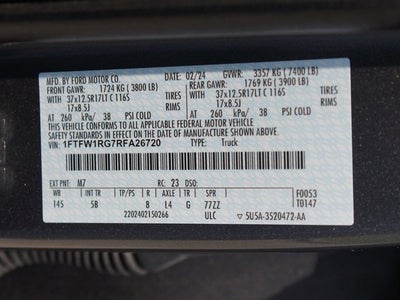 MFD. BY FORD MOTOR CO. 02/24 GVWR: 3357 KG (7400 LB)
FRONT GAWR: 1724 KG (3800 LB) REAR GAWR: 1769 KG (3900 LB)
WITH 37x12.5R17LT C 116S TIRES WITH 37x12.5R17LT C 116S TIRES
17x8.5J RIMS 17x8.5J RIMS
AT 260 kPa/ 38 PSI COLD AT 260 kPa/ 38 PSI COLD
THIS VEHICLE CONFORMS TO ALL APPLICABLE FEDERAL MOTOR VEHICLE
SAFETY STANDARDS IN EFFECT ON THE DATE OF MANUFACTURE SHOWN ABOVE.
VIN: 1FTFW1RG7RFA26720 TYPE: Truck
EXT PNT: M7 RC: 23 DSO:
WB INT TR TP/PS R AXLE TR SPR F0053
145 5B 8 L4 G 77ZZ T0147
2202402150266 ULC 5U5A-3520472-AA